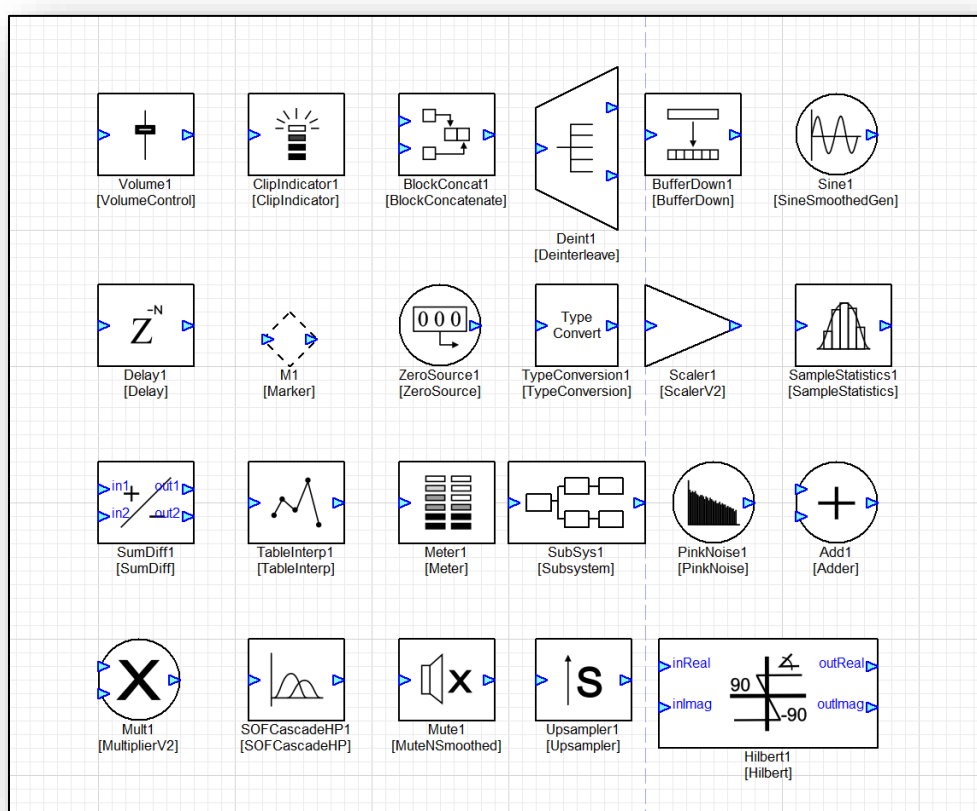 Volume1
[VolumeControl]
ClipIndicator1
[ClipIndicator]
BlockConcat1
[BlockConcatenate]
Deint1
[Deinterleave]
BufferDown1
[BufferDown]
Sine1
[SineSmoothedGen]
Z-N
Delay1
[Delay]
M1
[Marker]
000
ZeroSource1
[ZeroSource]
Type
Convert
TypeConversion1
[TypeConversion]
Scaler1
[ScalerV2]
SampleStatistics1
[SampleStatistics]
in1 + out1
in2 out2
SumDiff1
[SumDiff]
TableInterp1
[TableInterp]
Meter1
[Meter]
SubSys1
[Subsystem]
PinkNoise1
[PinkNoise]
+
Add1
[Adder]
X
Mult1
[MultiplierV2]
SOFCascadeHP1
[SOFCascadeHP]
x
Mute1
[MuteNSmoothed]
S
Upsampler1
[Upsampler]
inReal outReal
90
inImag outImag
-90
Hilbert1
[Hilbert]